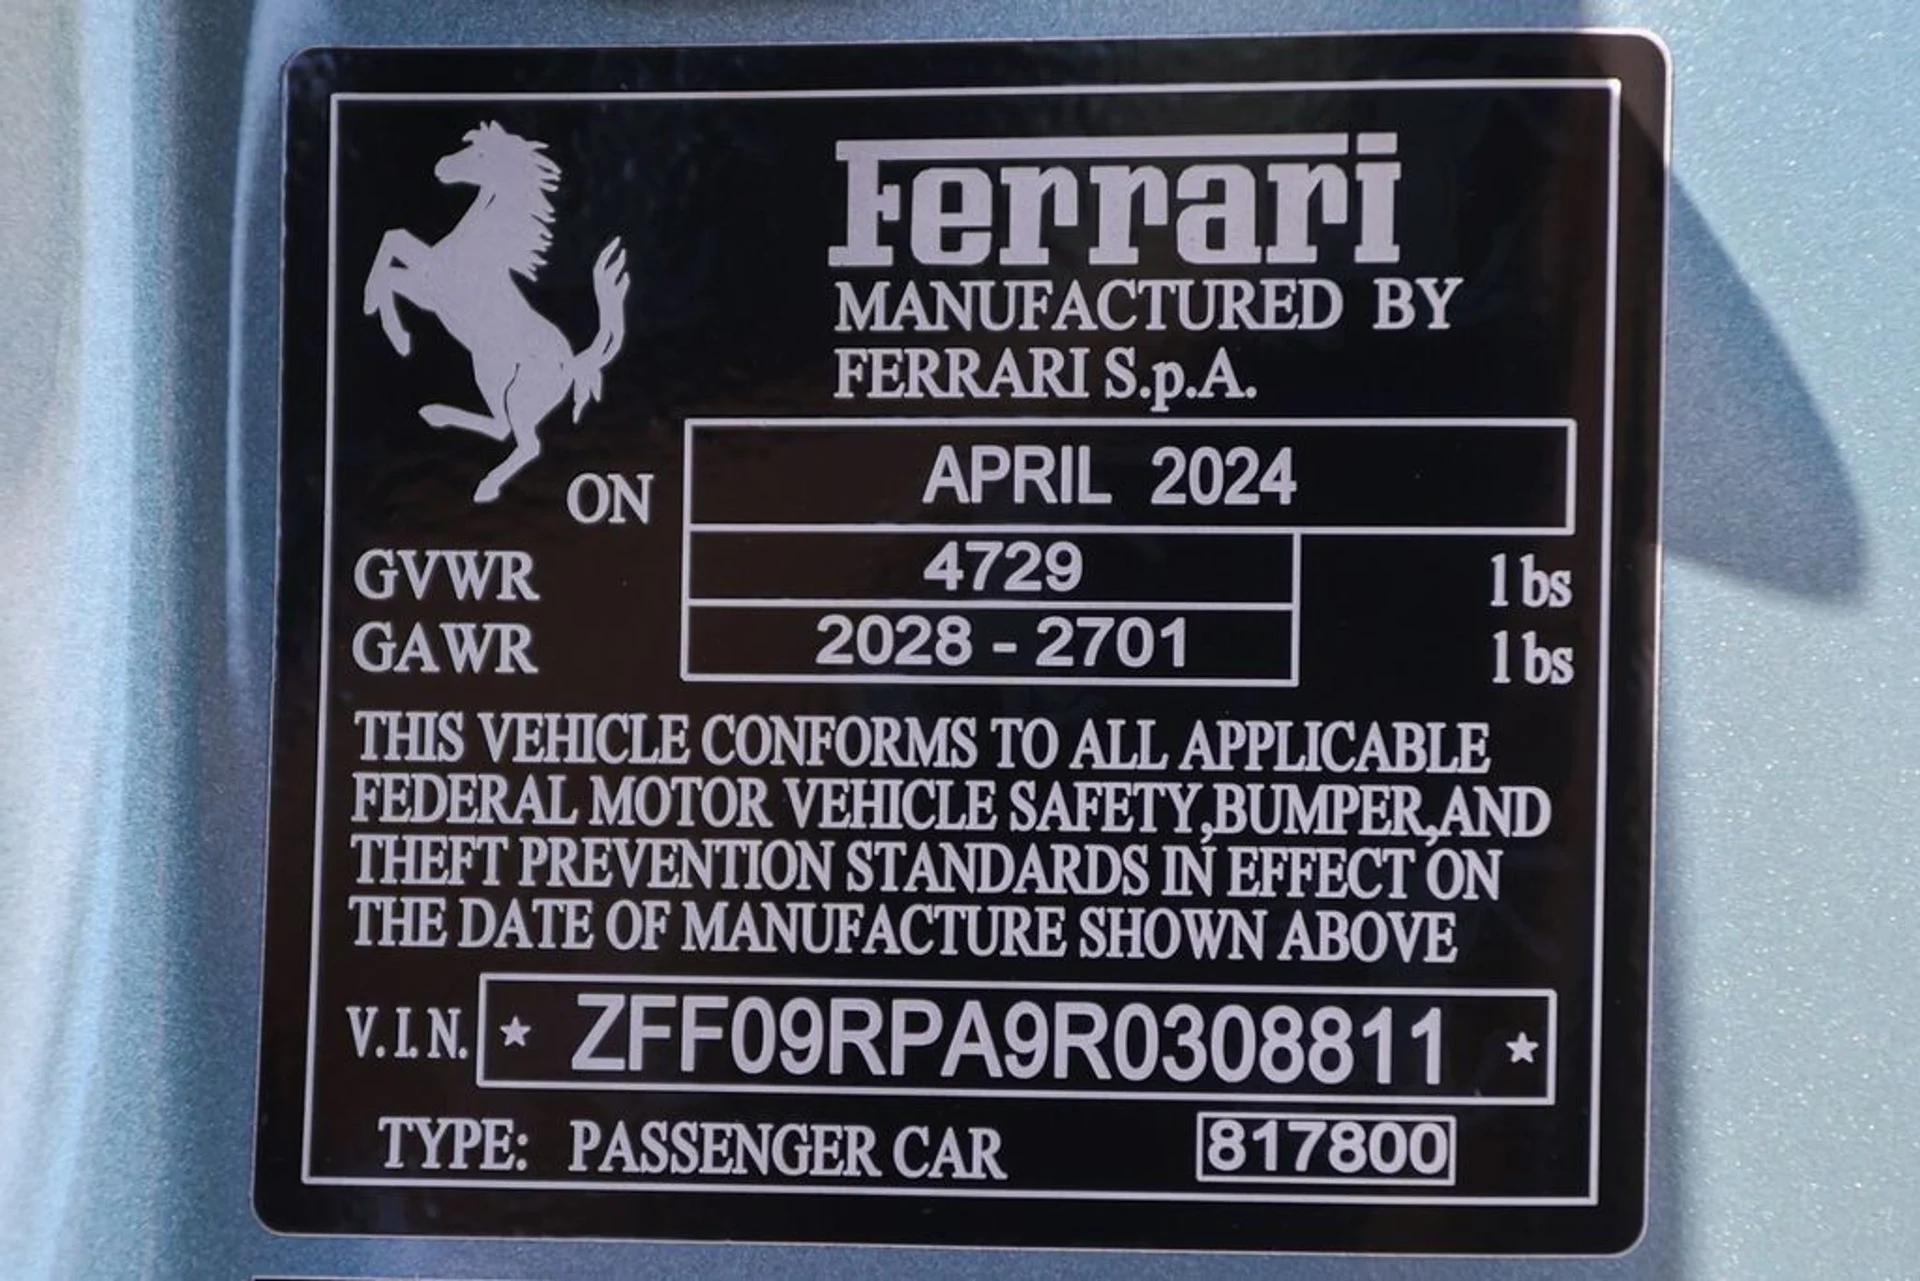 Ferrari
MANUFACTURED BY
FERRARI S.p.A.
ON APRIL 2024
GVWR 4729 lbs
GAWR 2028 - 2701 lbs
THIS VEHICLE CONFORMS TO ALL APPLICABLE
FEDERAL MOTOR VEHICLE SAFETY,BUMPER,AND
THEFT PREVENTION STANDARDS IN EFFECT ON
THE DATE OF MANUFACTURE SHOWN ABOVE
V.I.N. ★ ZFF09RPA9R0308811 ★
TYPE: PASSENGER CAR 817800